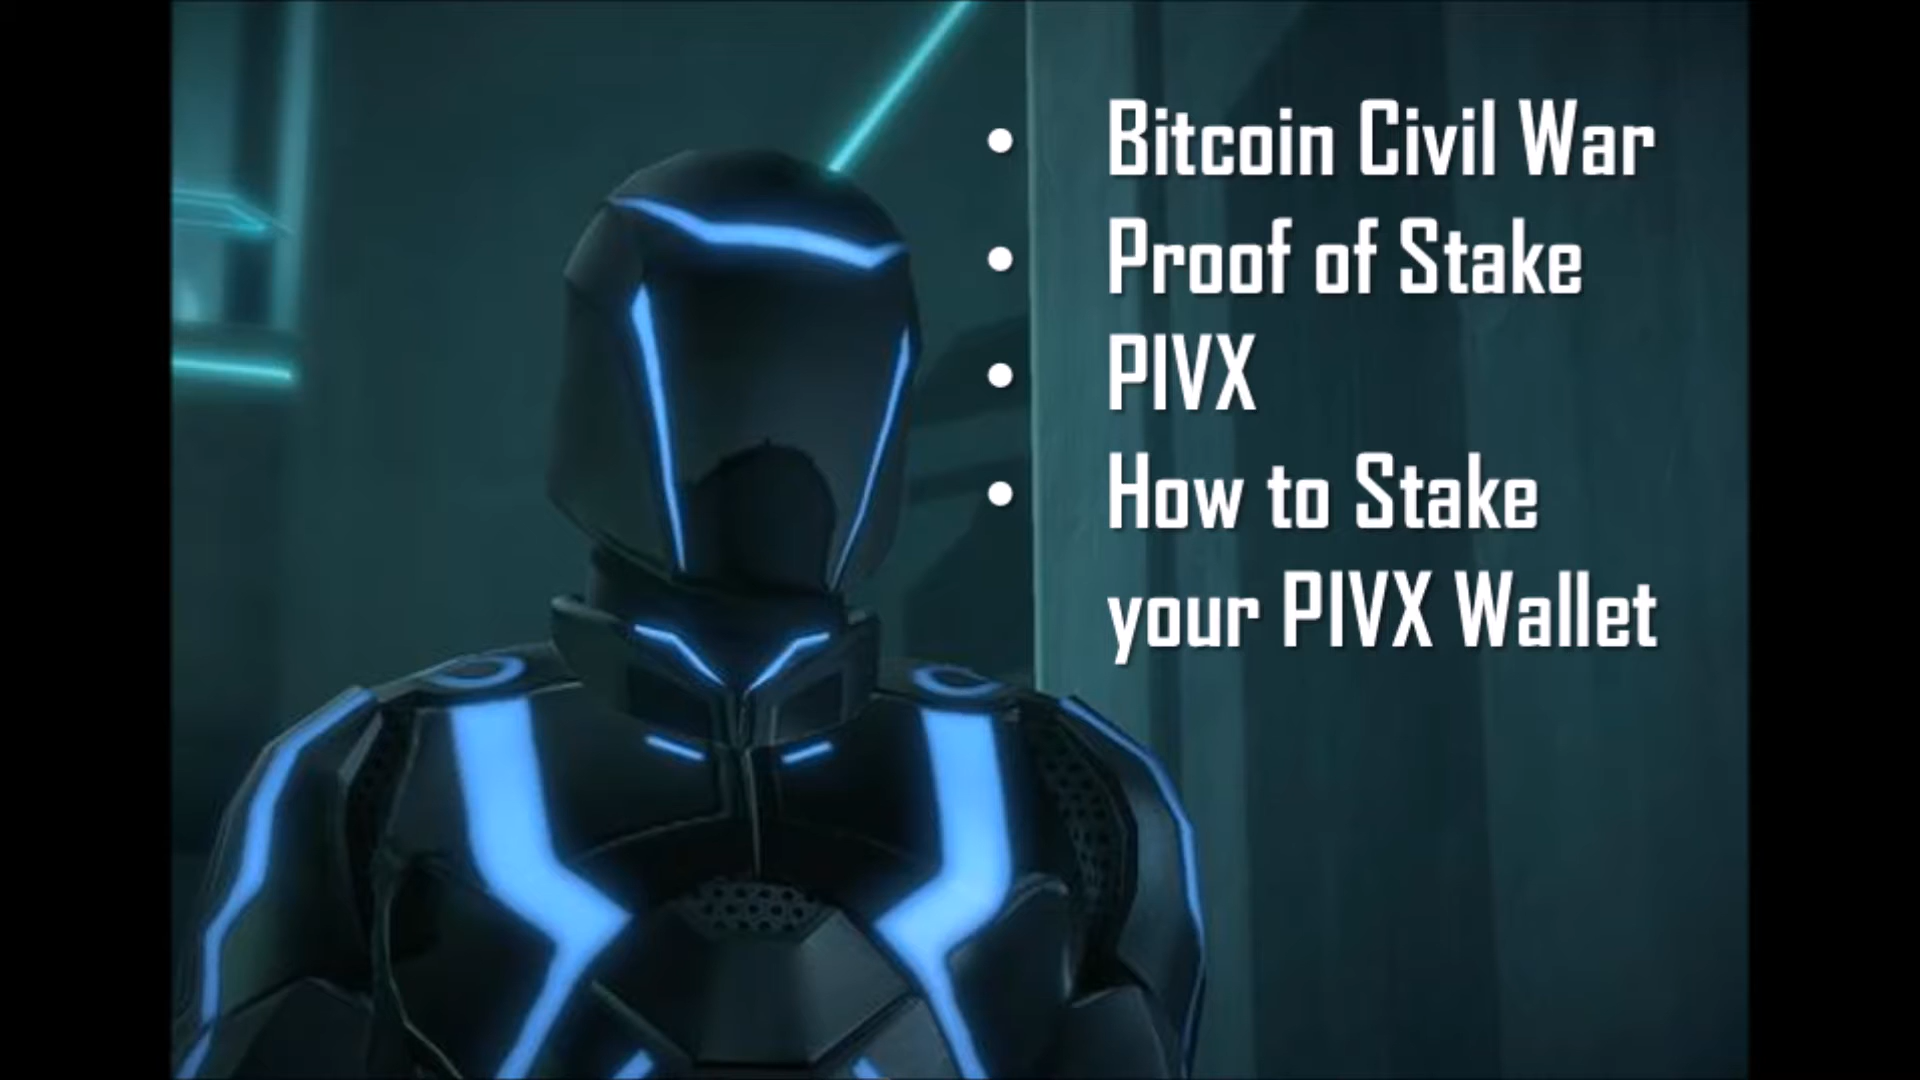 • Bitcoin Civil War
• Proof of Stake
• PIVX
• How to Stake
your PIVX Wallet